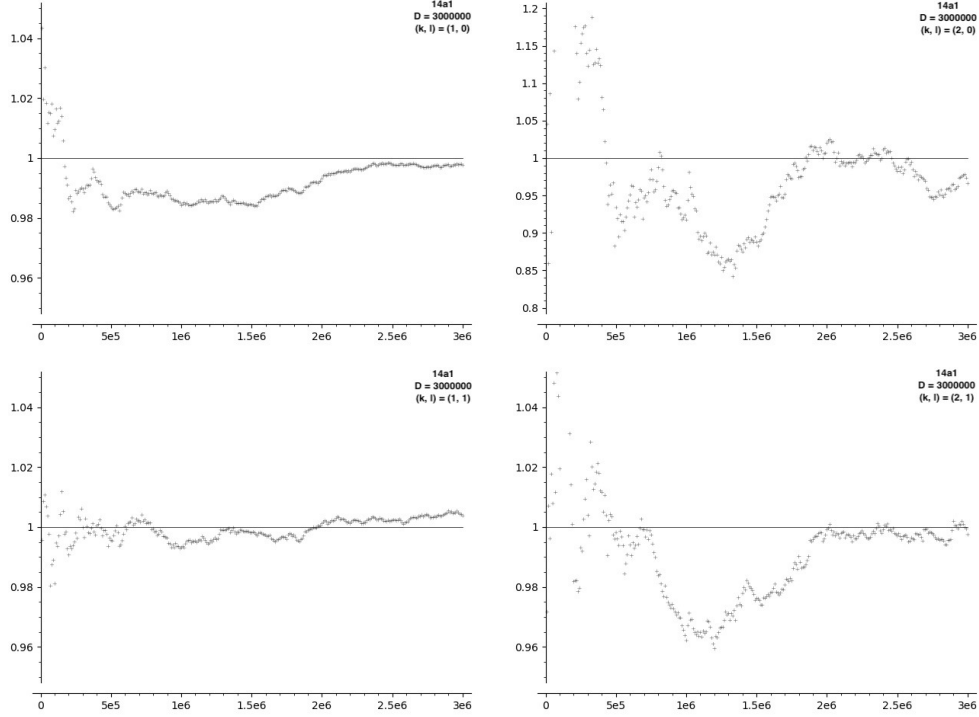 14a1
D = 3000000
(k, l) = (1, 0)
1.04
1.02
1
0.98
0.96
0
5e5
1e6
1.5e6
2e6
2.5e6
3e6
14a1
D = 3000000
(k, l) = (2, 0)
1.2
1.15
1.1
1.05
1
0.95
0.9
0.85
0.8
0
5e5
1e6
1.5e6
2e6
2.5e6
3e6
14a1
D = 3000000
(k, l) = (1, 1)
1.04
1.02
1
0.98
0.96
0
5e5
1e6
1.5e6
2e6
2.5e6
3e6
14a1
D = 3000000
(k, l) = (2, 1)
1.04
1.02
1
0.98
0.96
0
5e5
1e6
1.5e6
2e6
2.5e6
3e6